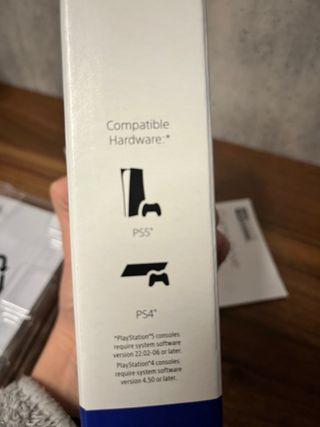 Compatible
Hardware:*
PS5*
PS4*
*PlayStation*5 consoles
require system software
version 22.02-06 or later.
PlayStation*4 consoles
require system software
version 4.50 or later.